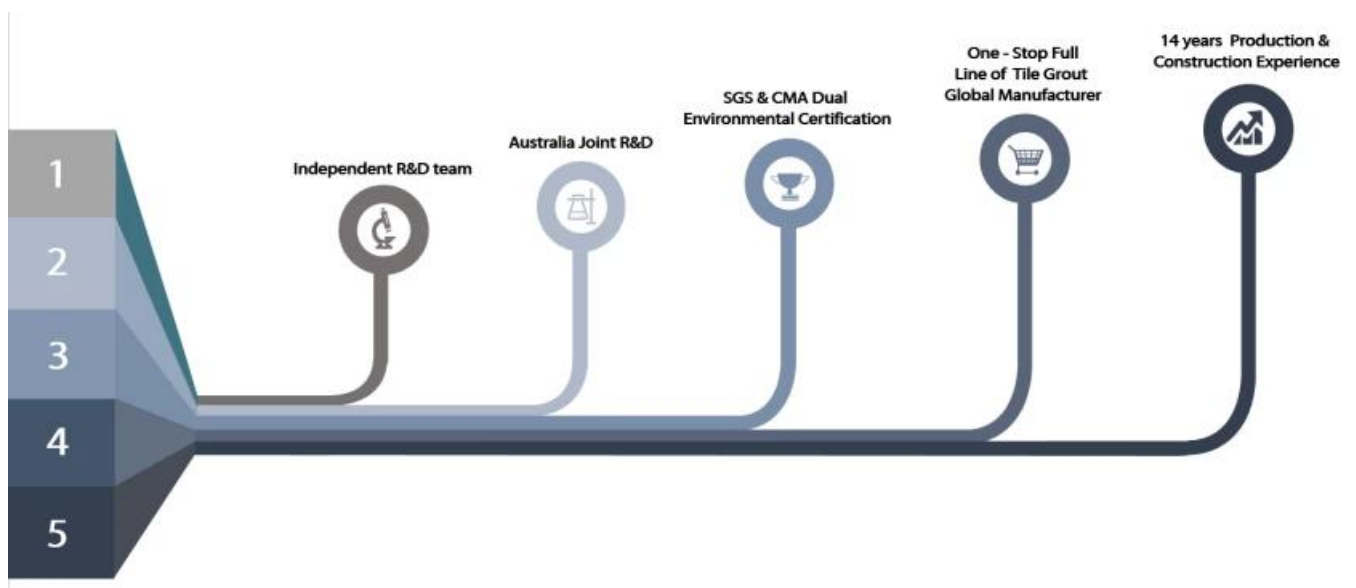 1
2
3
4
5
Independent R&D team
Australia Joint R&D
SGS & CMA Dual
Environmental Certification
One - Stop Full
Line of Tile Grout
Global Manufacturer
14 years Production &
Construction Experience